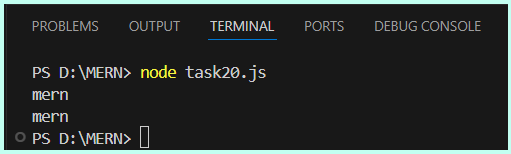 PROBLEMS OUTPUT TERMINAL PORTS DEBUG CONSOLE
PS D:\MERN> node task20.js
mern
mern
PS D:\MERN>